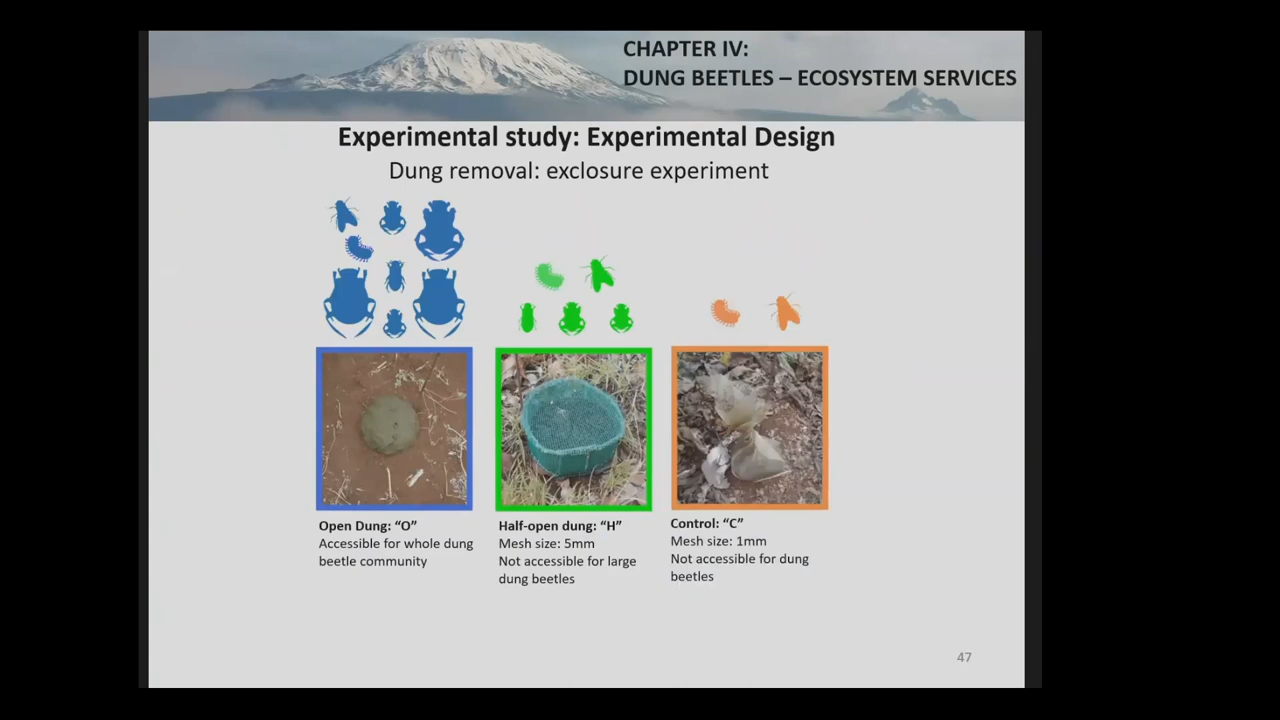 CHAPTER IV:
DUNG BEETLES – ECOSYSTEM SERVICES
Experimental study: Experimental Design
Dung removal: exclosure experiment
Open Dung: “O”
Accessible for whole dung
beetle community
Half-open dung: “H”
Mesh size: 5mm
Not accessible for large
dung beetles
Control: “C”
Mesh size: 1mm
Not accessible for dung
beetles
47